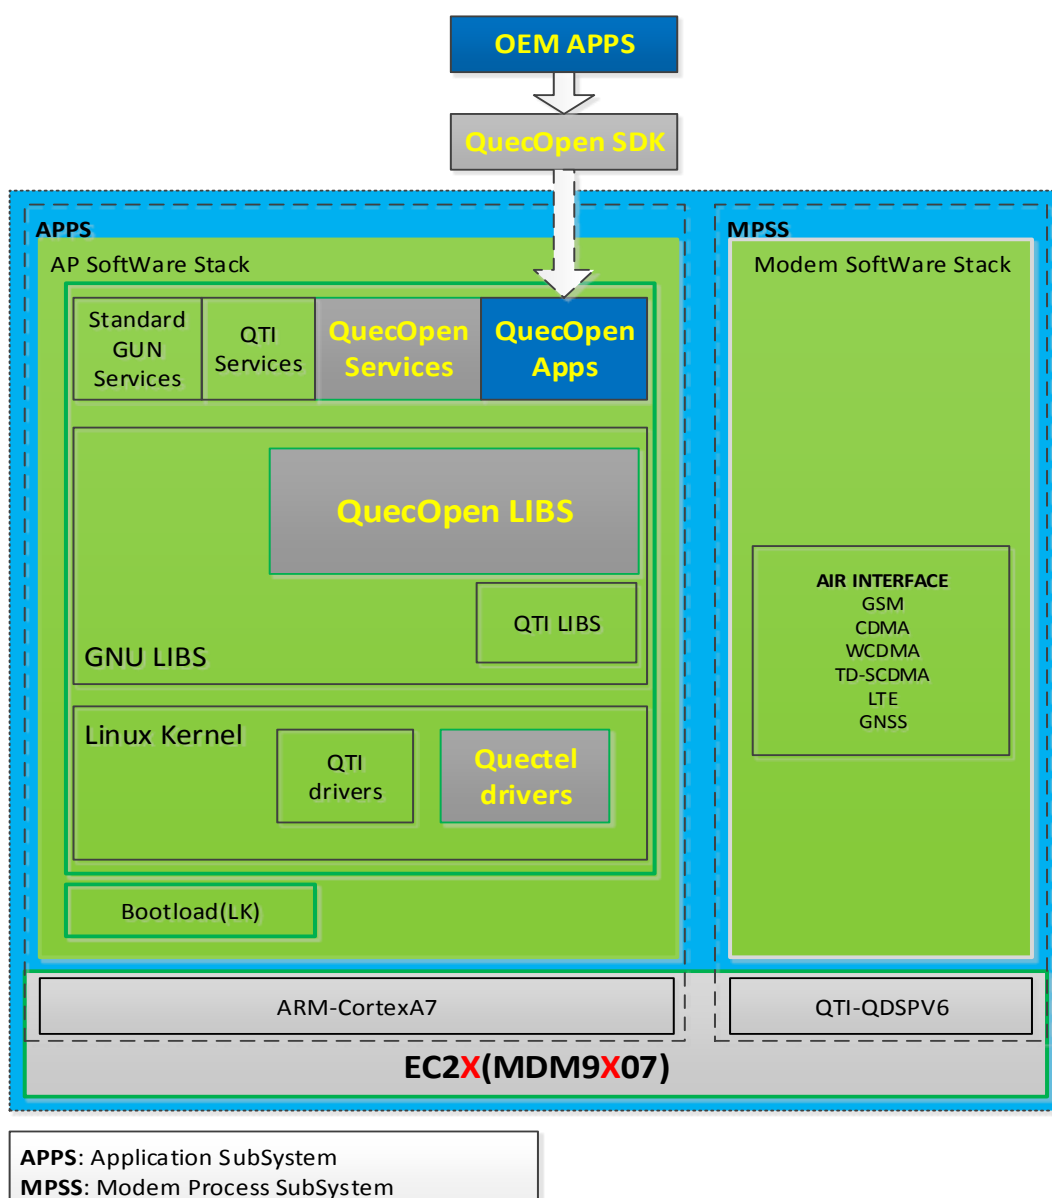 OEM APPS
QuecOpen SDK
APPS
AP SoftWare Stack
Standard
GUN
Services
QTI
Services
QuecOpen
Services
QuecOpen
Apps
QuecOpen LIBS
QTI LIBS
GNU LIBS
Linux Kernel
QTI
drivers
Quectel
drivers
Bootload(LK)
ARM-CortexA7
MPSS
Modem SoftWare Stack
AIR INTERFACE
GSM
CDMA
WCDMA
TD-SCDMA
LTE
GNSS
QTI-QDSPV6
EC2X(MDM9X07)
APPS: Application SubSystem
MPSS: Modem Process SubSystem